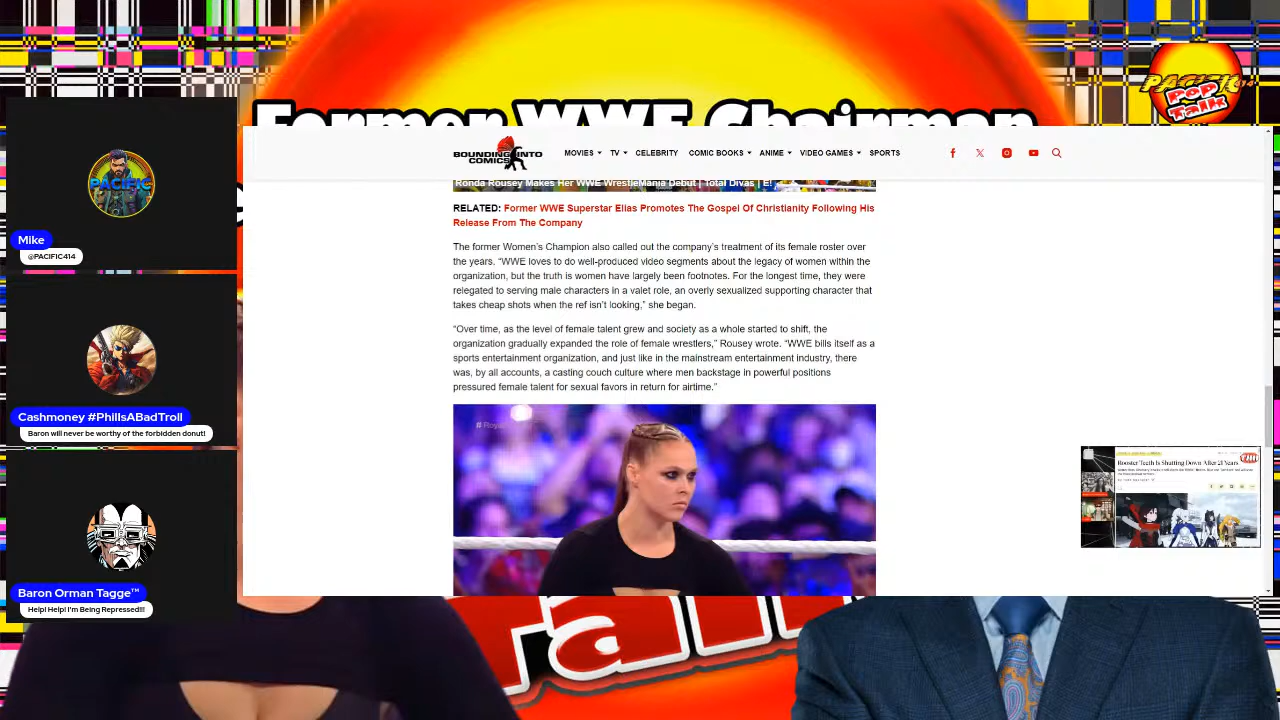 Former WWE Chairman
PACIFIC414
Pop
Talk
BOUNDING INTO
COMICS
MOVIES
TV
CELEBRITY
COMIC BOOKS
ANIME
VIDEO GAMES
SPORTS
Ronda Rousey Makes Her WWE WrestleMania Debut | Total Divas | E!
RELATED: Former WWE Superstar Elias Promotes The Gospel Of Christianity Following His
Release From The Company
The former Women's Champion also called out the company's treatment of its female roster over
the years. “WWE loves to do well-produced video segments about the legacy of women within the
organization, but the truth is women have largely been footnotes. For the longest time, they were
relegated to serving male characters in a valet role, an overly sexualized supporting character that
takes cheap shots when the ref isn't looking,” she began.
“Over time, as the level of female talent grew and society as a whole started to shift, the
organization gradually expanded the role of female wrestlers,” Rousey wrote. “WWE bills itself as a
sports entertainment organization, and just like in the mainstream entertainment industry, there
was, by all accounts, a casting couch culture where men backstage in powerful positions
pressured female talent for sexual favors in return for airtime.”
PACIFIC
Mike
@PACIFIC414
Cashmoney #PhilIsABadTroll
Baron will never be worthy of the forbidden donut!
Baron Orman Tagge™
Help! Help! I'm Being Repressed!!!
Rooster Teeth Is Shutting Down After 21 Years
Talk